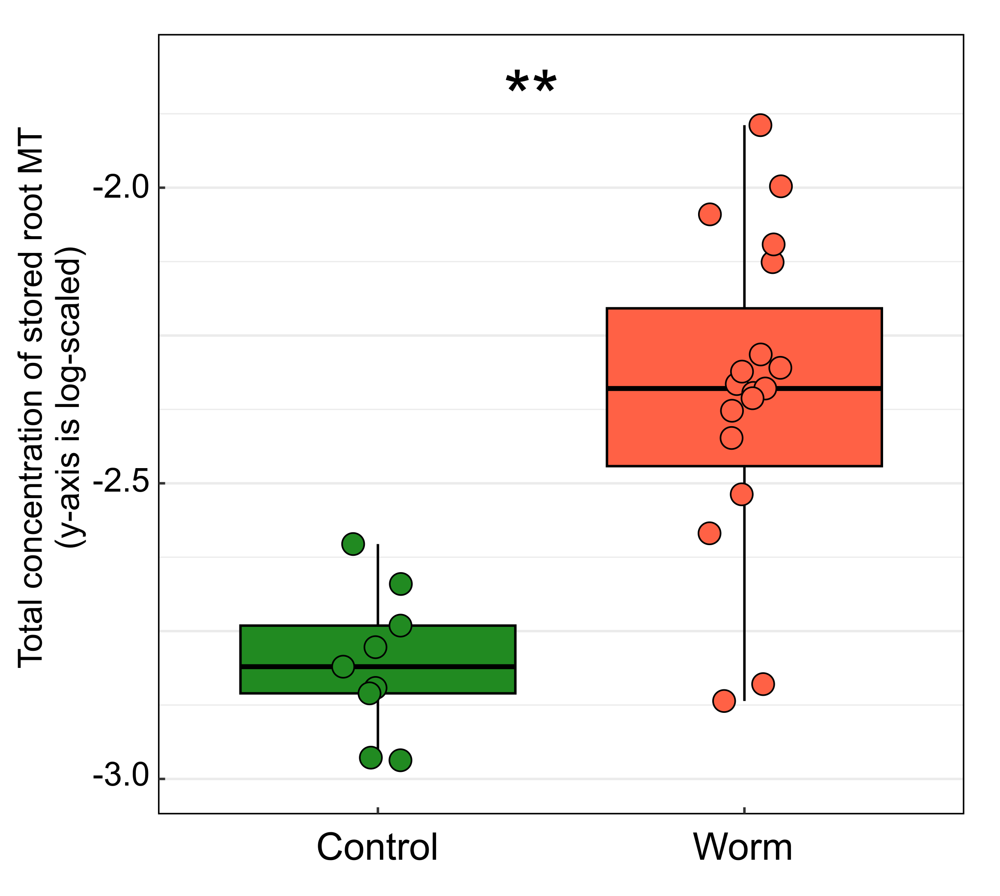 Total concentration of stored root MT
(y-axis is log-scaled)
**
-2.0
-2.5
-3.0
Control
Worm